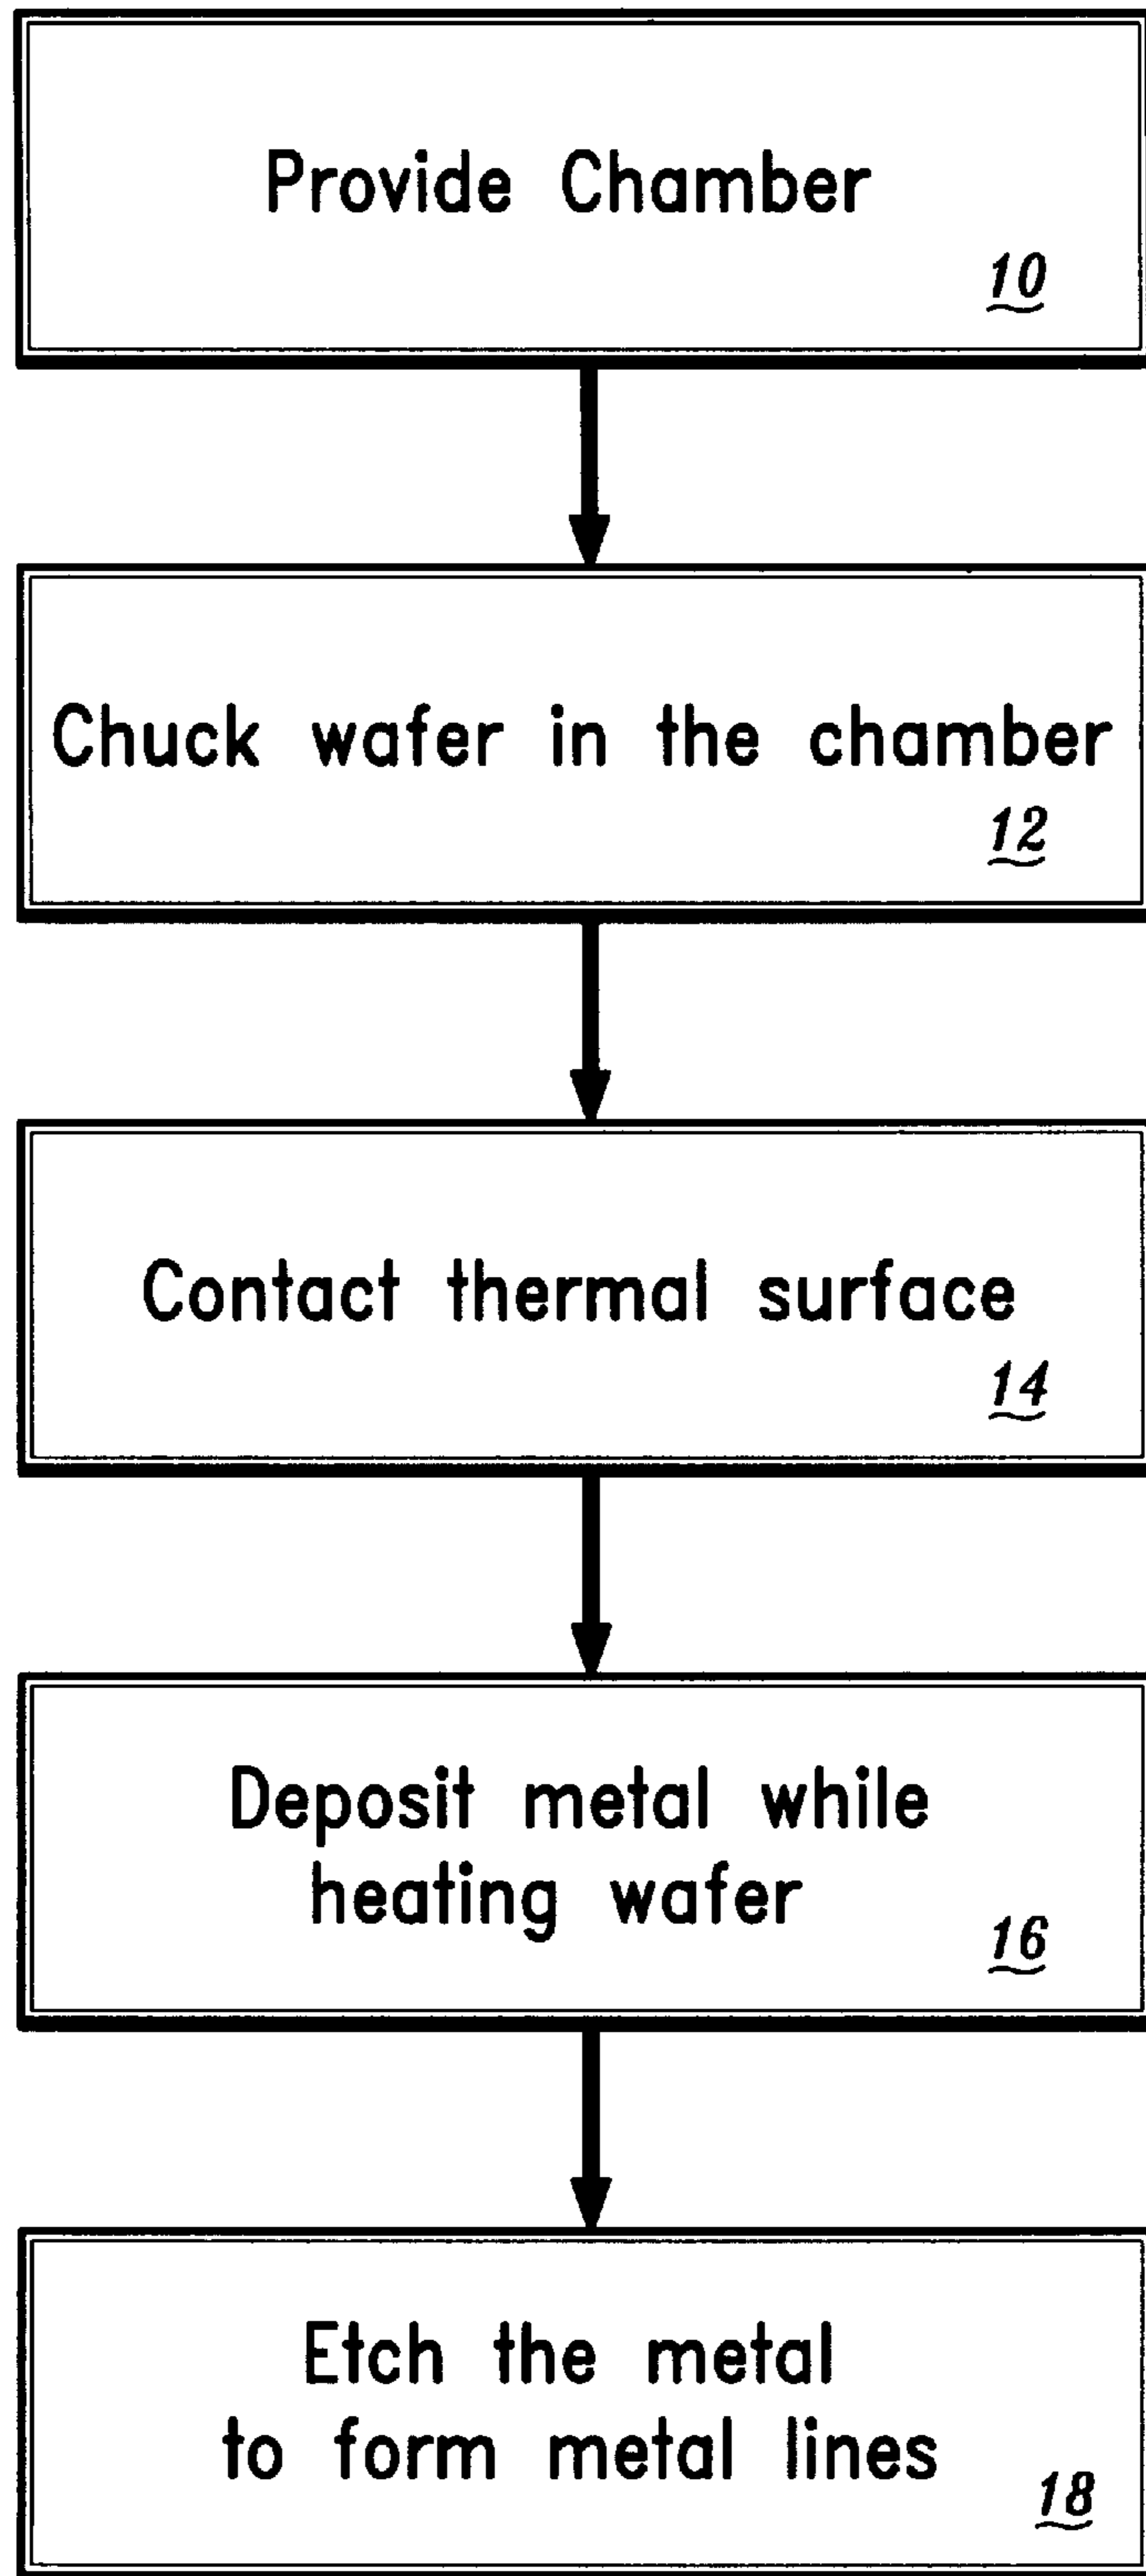 Provide Chamber
10
Chuck wafer in the chamber
12
Contact thermal surface
14
Deposit metal while
heating wafer
16
Etch the metal
to form metal lines
18